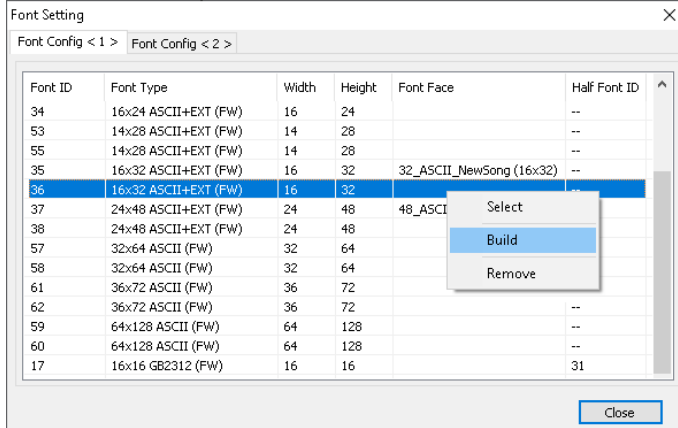 Font Setting
Font Config < 1 > Font Config < 2 >
Font ID Font Type Width Height Font Face Half Font ID
34 16x24 ASCII+EXT (FW) 16 24 --
53 14x28 ASCII+EXT (FW) 14 28 --
55 14x28 ASCII+EXT (FW) 14 28 --
35 16x32 ASCII+EXT (FW) 16 32 32_ASCII_NewSong (16x32) --
36 16x32 ASCII+EXT (FW) 16 32 --
37 24x48 ASCII+EXT (FW) 24 48 48_ASCI
Select
38 24x48 ASCII+EXT (FW) 24 48
57 32x64 ASCII (FW) 32 64
Build
58 32x64 ASCII (FW) 32 64
61 36x72 ASCII (FW) 36 72
Remove
62 36x72 ASCII (FW) 36 72 --
59 64x128 ASCII (FW) 64 128 --
60 64x128 ASCII (FW) 64 128 --
17 16x16 GB2312 (FW) 16 16 31
Close